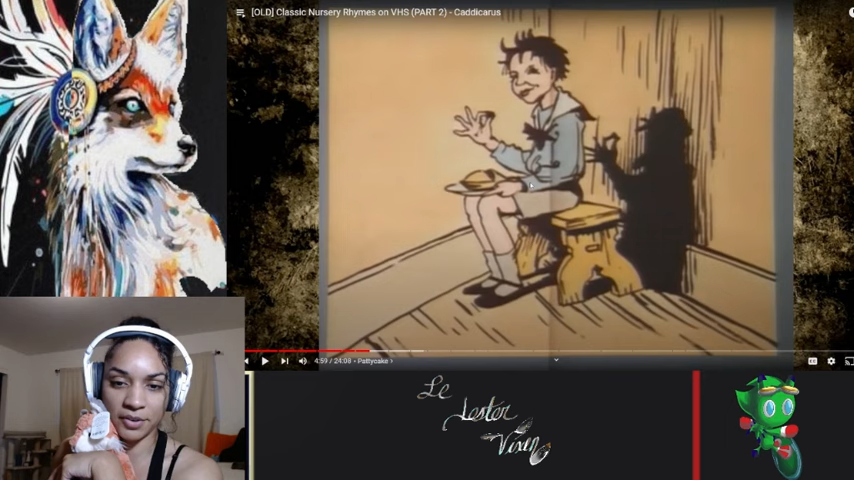 [OLD] Classic Nursery Rhymes on VHS (PART 2) - Caddicarus
4:59 / 24:08 • Pattycake ›
Le
Lester
Vixen